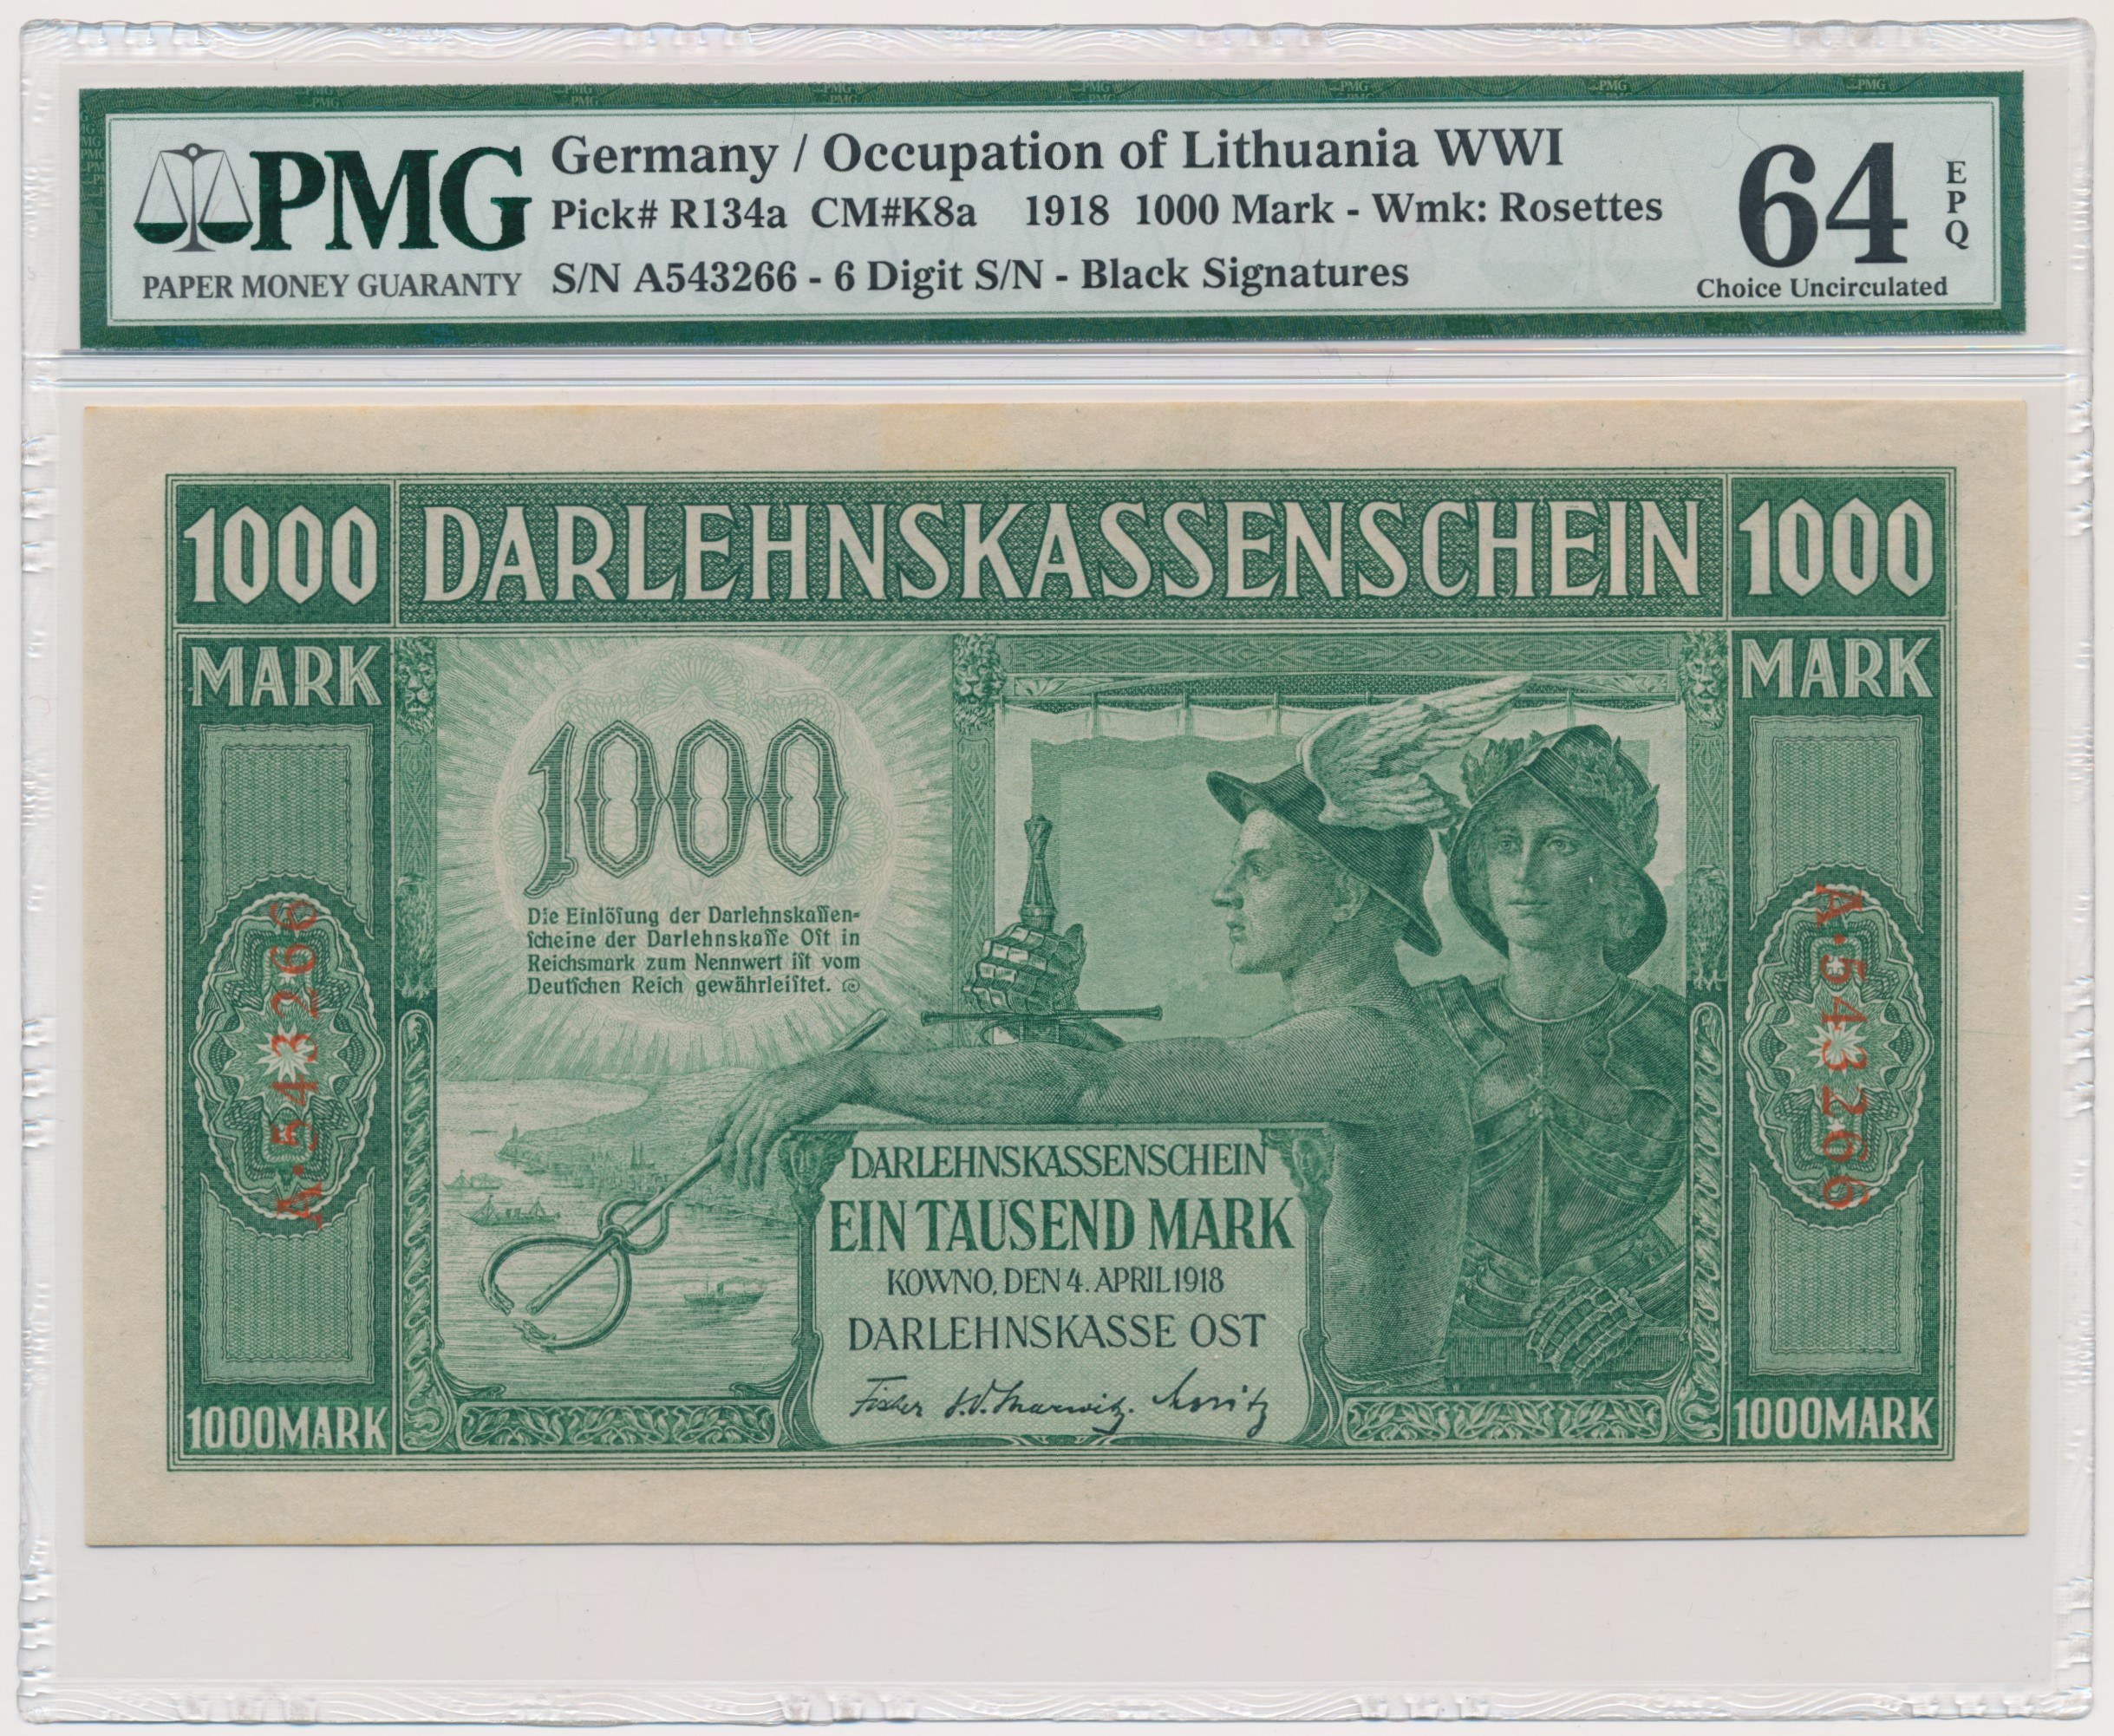 PMG
PAPER MONEY GUARANTY
Germany / Occupation of Lithuania WWI
Pick# R134a CM#K8a 1918 1000 Mark - Wmk: Rosettes
S/N A543266 - 6 Digit S/N - Black Signatures
64
EPQ
Choice Uncirculated
1000 DARLEHNSKASSENSCHEIN 1000
MARK MARK
1000
Die Einlöſung der Darlehnskaſſen-
ſcheine der Darlehnskaſſe Oſt in
Reichsmark zum Nennwert iſt vom
Deutſchen Reich gewährleiſtet.
A·543266
A·543266
DARLEHNSKASSENSCHEIN
EIN TAUSEND MARK
KOWNO, DEN 4. APRIL 1918
DARLEHNSKASSE OST
Fischer
1000MARK 1000MARK